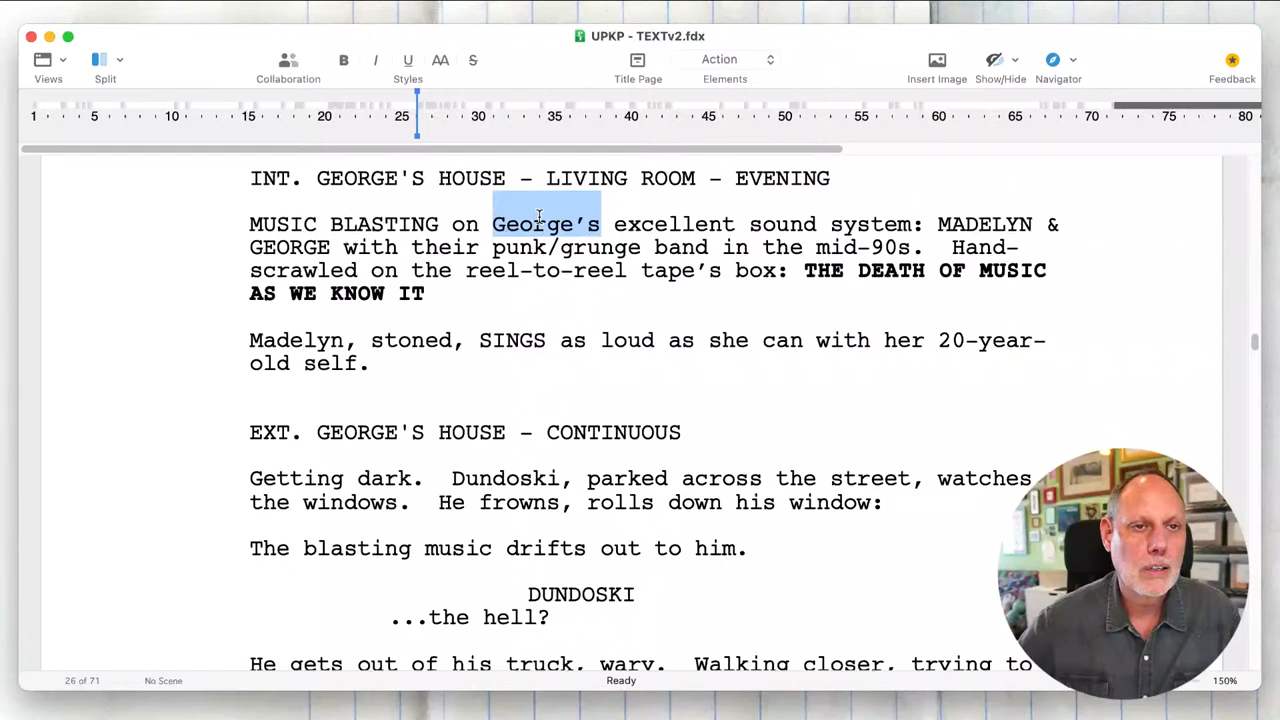 UPKP - TEXTv2.fdx
Views
Split
Collaboration
B I U AA S
Styles
Title Page
Action
Elements
Insert Image
Show/Hide
Navigator
Feedback
1 5 10 15 20 25 30 35 40 45 50 55 60 65 70 75 80
INT. GEORGE'S HOUSE – LIVING ROOM – EVENING
MUSIC BLASTING on George’s excellent sound system: MADELYN &
GEORGE with their punk/grunge band in the mid-90s.  Hand-
scrawled on the reel-to-reel tape’s box: THE DEATH OF MUSIC
AS WE KNOW IT
Madelyn, stoned, SINGS as loud as she can with her 20-year-
old self.
EXT. GEORGE'S HOUSE – CONTINUOUS
Getting dark.  Dundoski, parked across the street, watches
the windows.  He frowns, rolls down his window:
The blasting music drifts out to him.
DUNDOSKI
...the hell?
He gets out of his truck, wary.  Walking closer, trying to
26 of 71
No Scene
Ready
150%